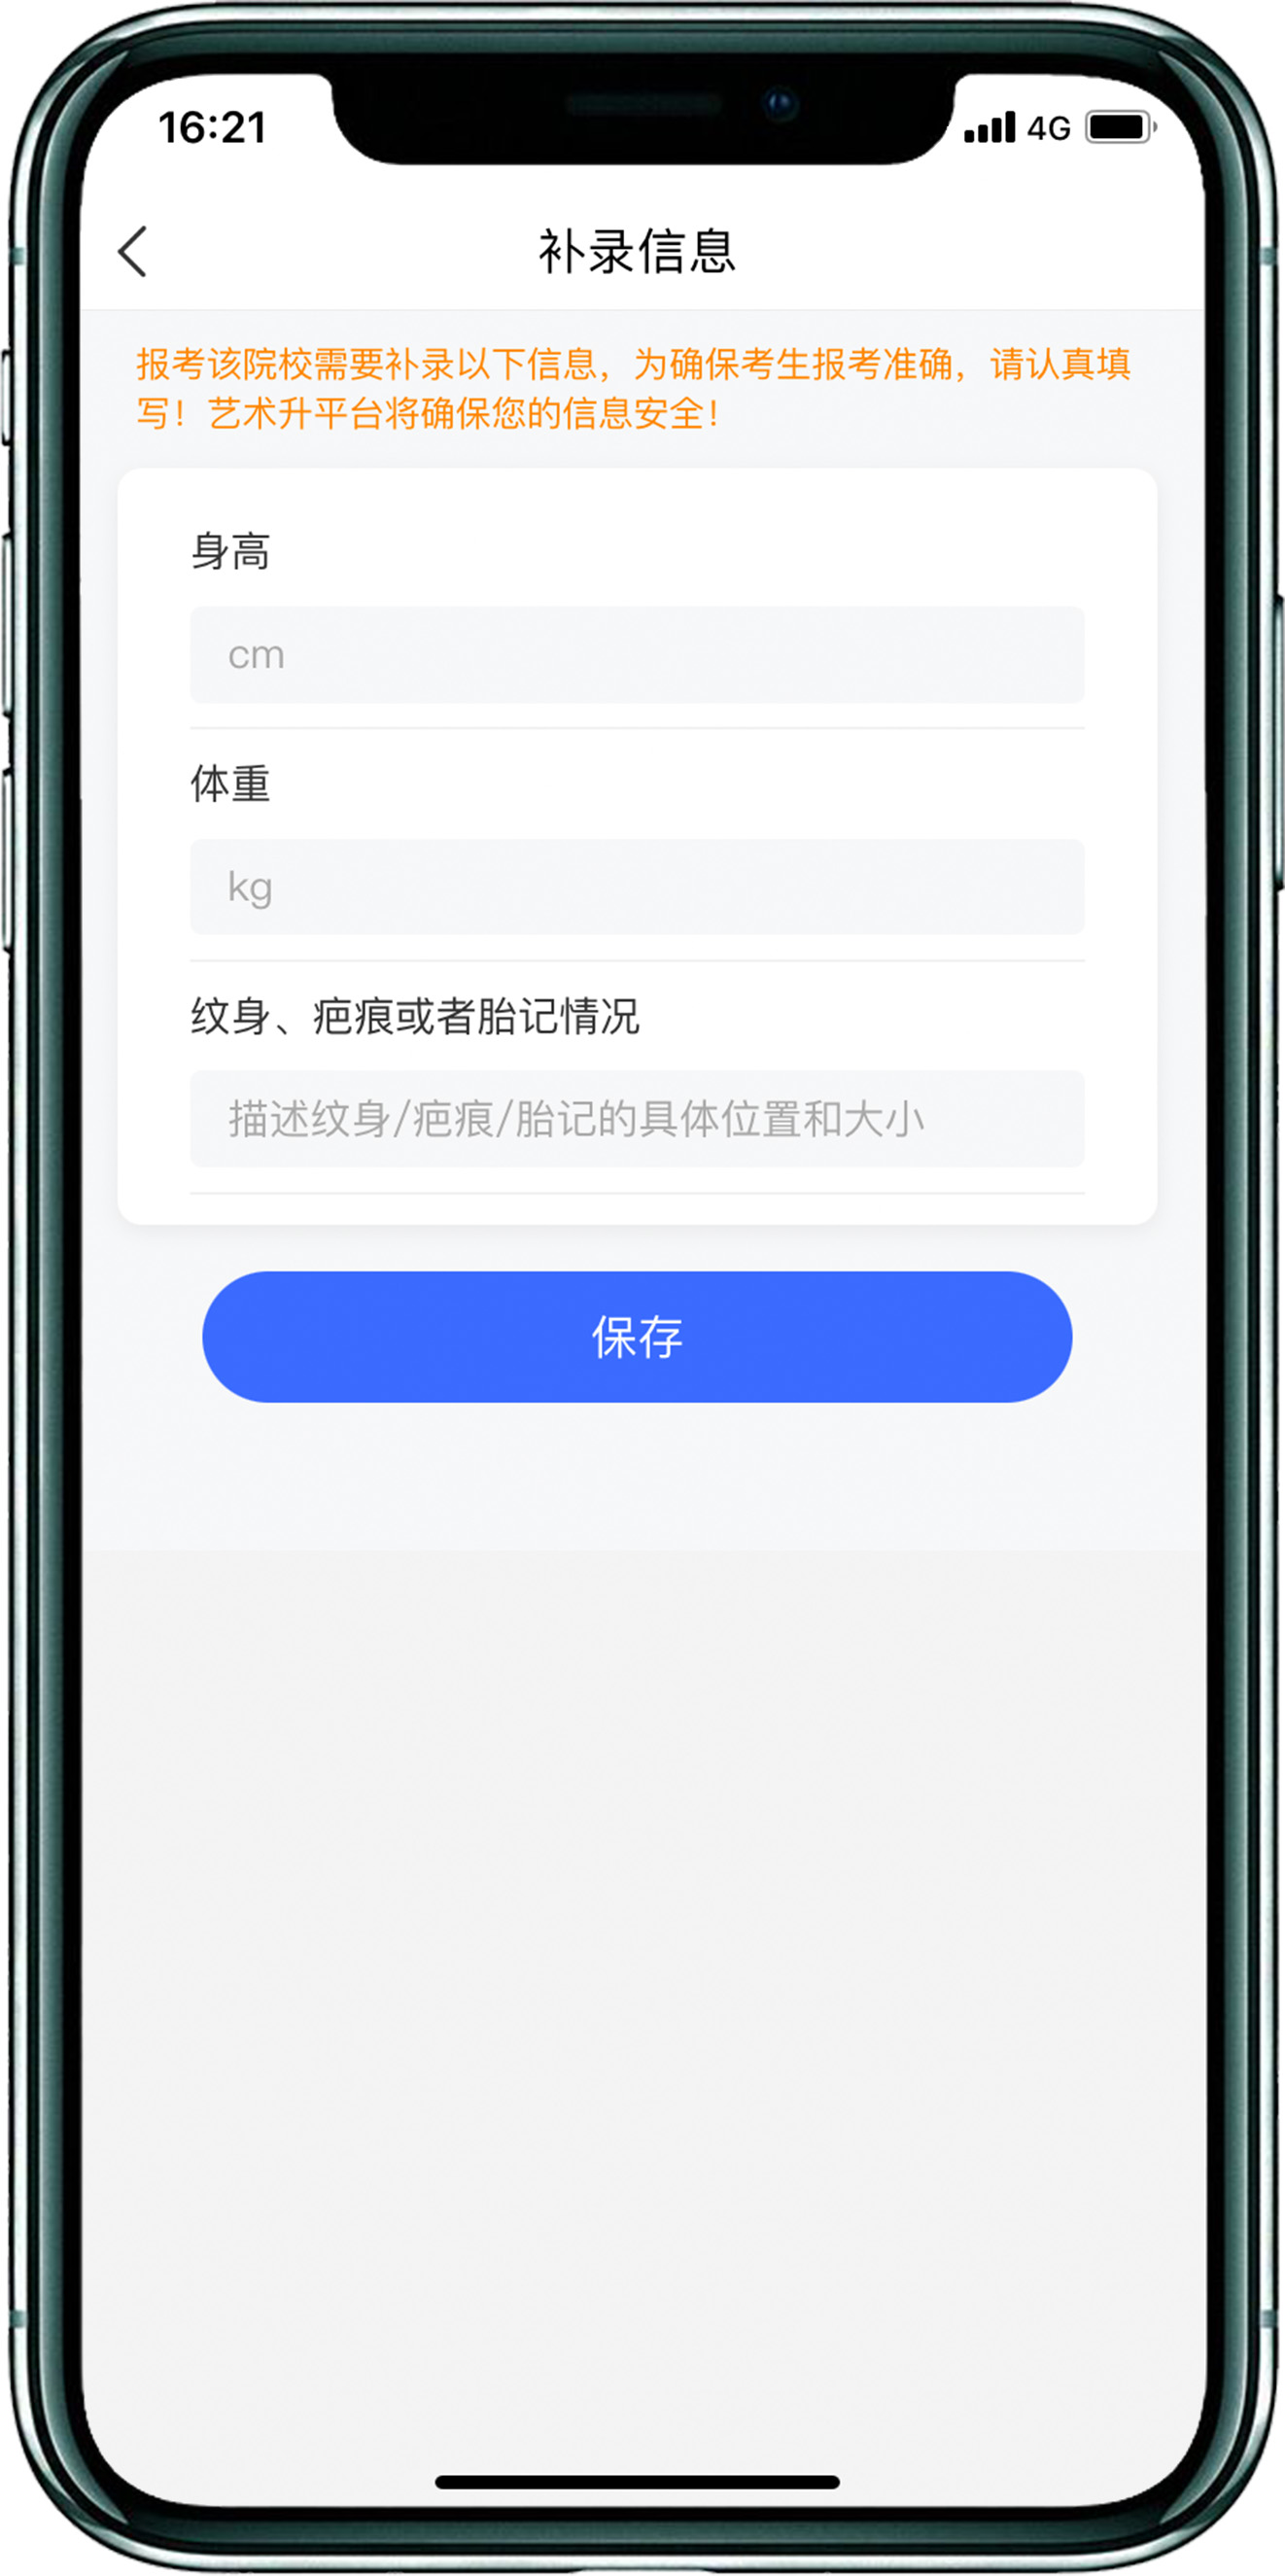 16:21 4G
补录信息
报考该院校需要补录以下信息，为确保考生报考准确，请认真填
写！艺术升平台将确保您的信息安全！
身高
cm
体重
kg
纹身、疤痕或者胎记情况
描述纹身/疤痕/胎记的具体位置和大小
保存